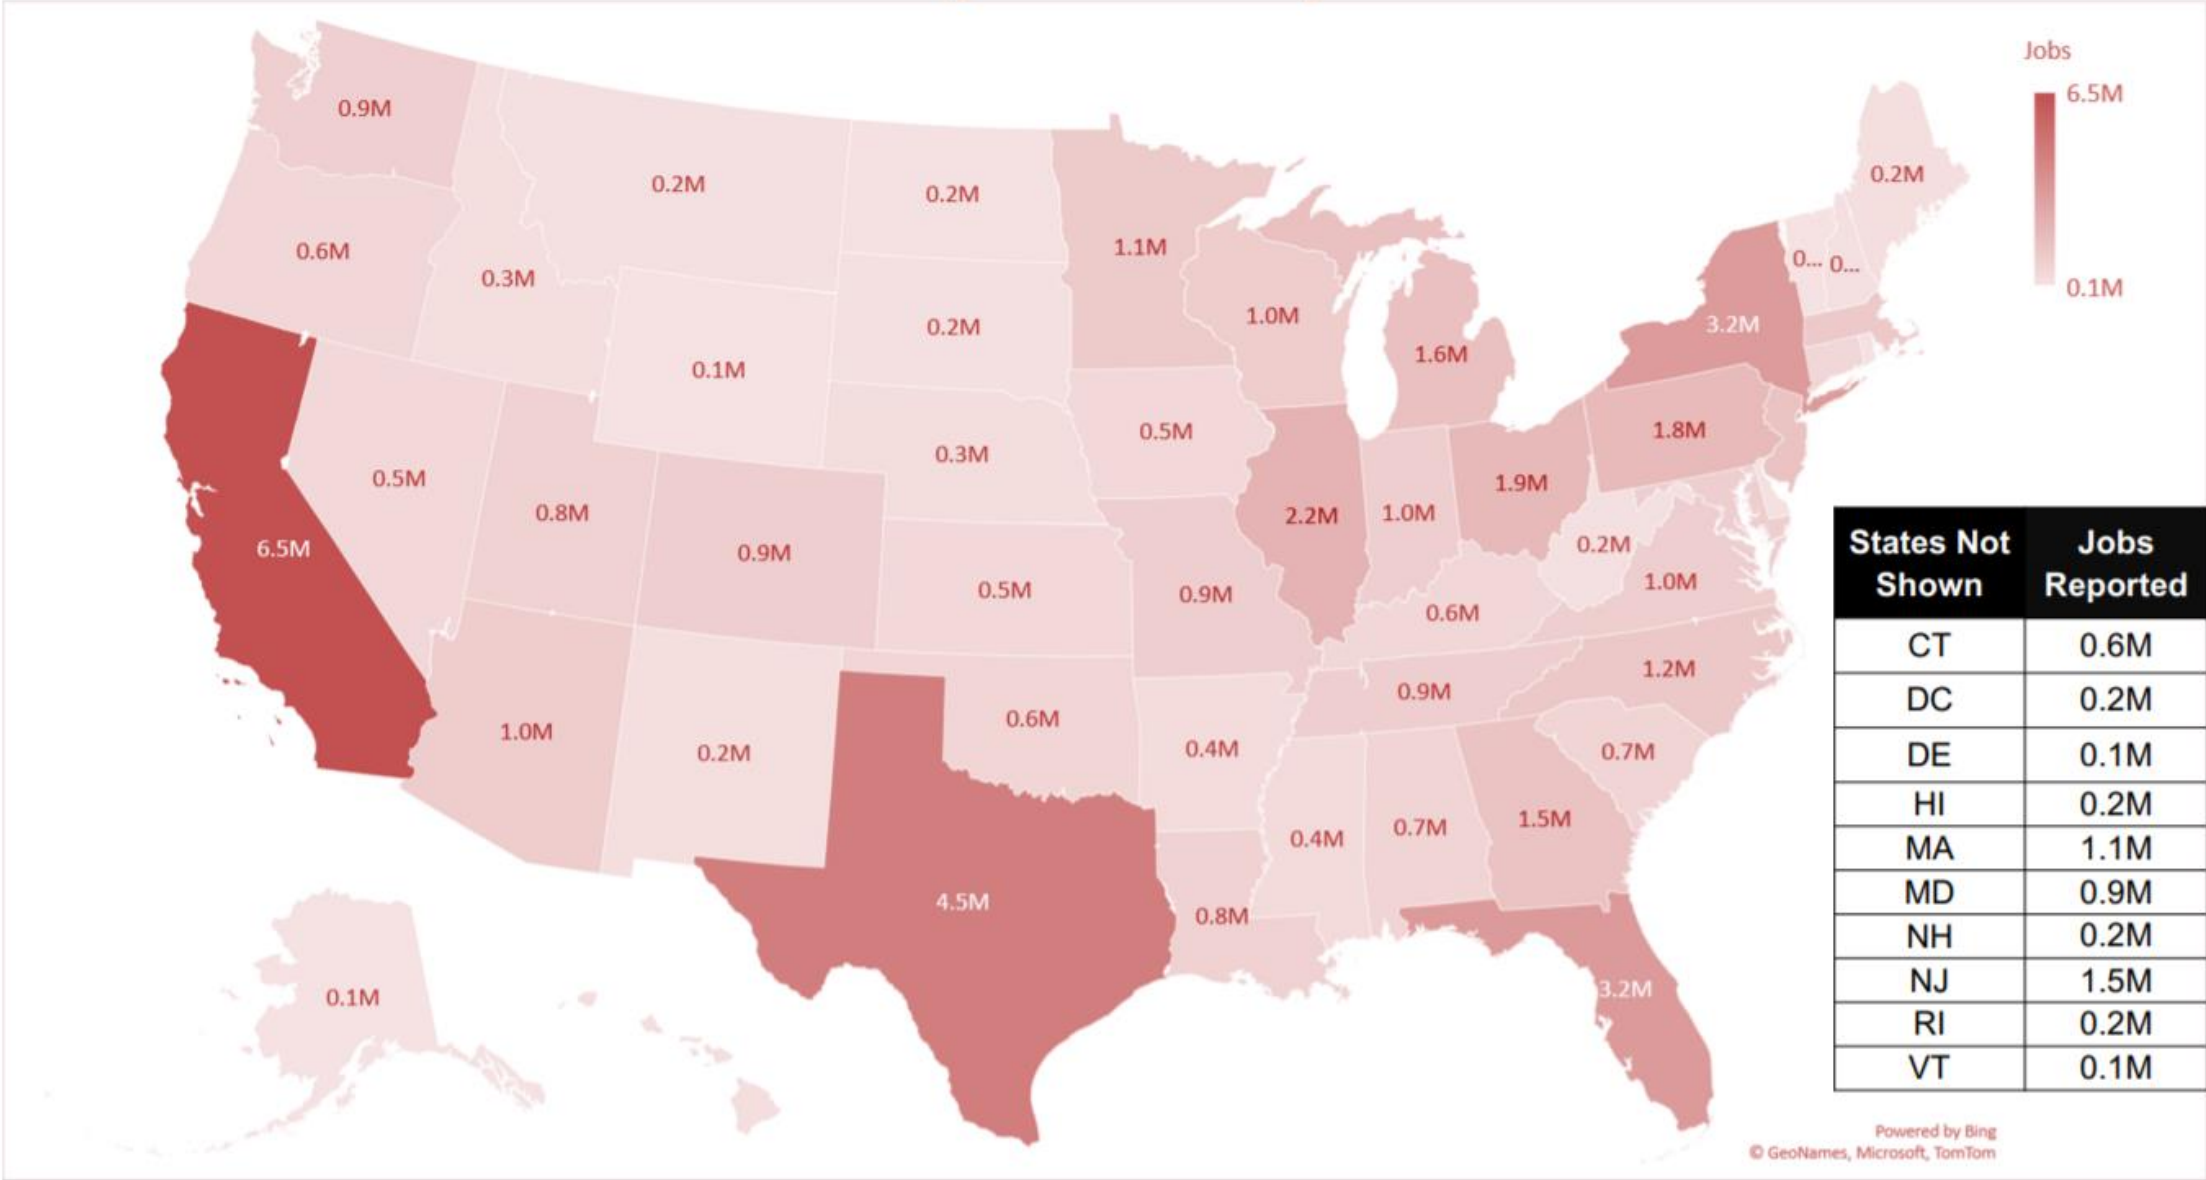 Jobs
6.5M
0.1M
0.9M
0.2M
0.2M
0.2M
0.6M
0.3M
1.1M
0... 0...
1.0M
3.2M
0.2M
0.1M
1.6M
0.5M
0.3M
1.8M
0.5M
0.8M
1.9M
0.9M
2.2M
1.0M
6.5M
0.2M
0.5M
0.9M
1.0M
0.6M
1.2M
0.9M
1.0M
0.2M
0.6M
0.4M
0.7M
4.5M
0.4M
0.7M
1.5M
0.8M
3.2M
0.1M
States Not Shown
Jobs Reported
CT 0.6M
DC 0.2M
DE 0.1M
HI 0.2M
MA 1.1M
MD 0.9M
NH 0.2M
NJ 1.5M
RI 0.2M
VT 0.1M
Powered by Bing
© GeoNames, Microsoft, TomTom